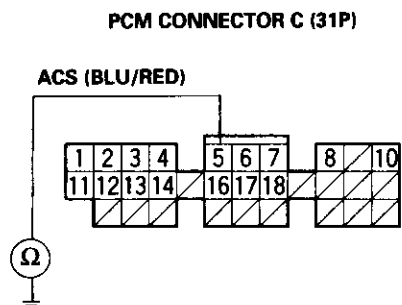 PCM CONNECTOR C (31P)
ACS (BLU/RED)
1 2 3 4 5 6 7 8 10
11 12 13 14 16 17 18
Ω